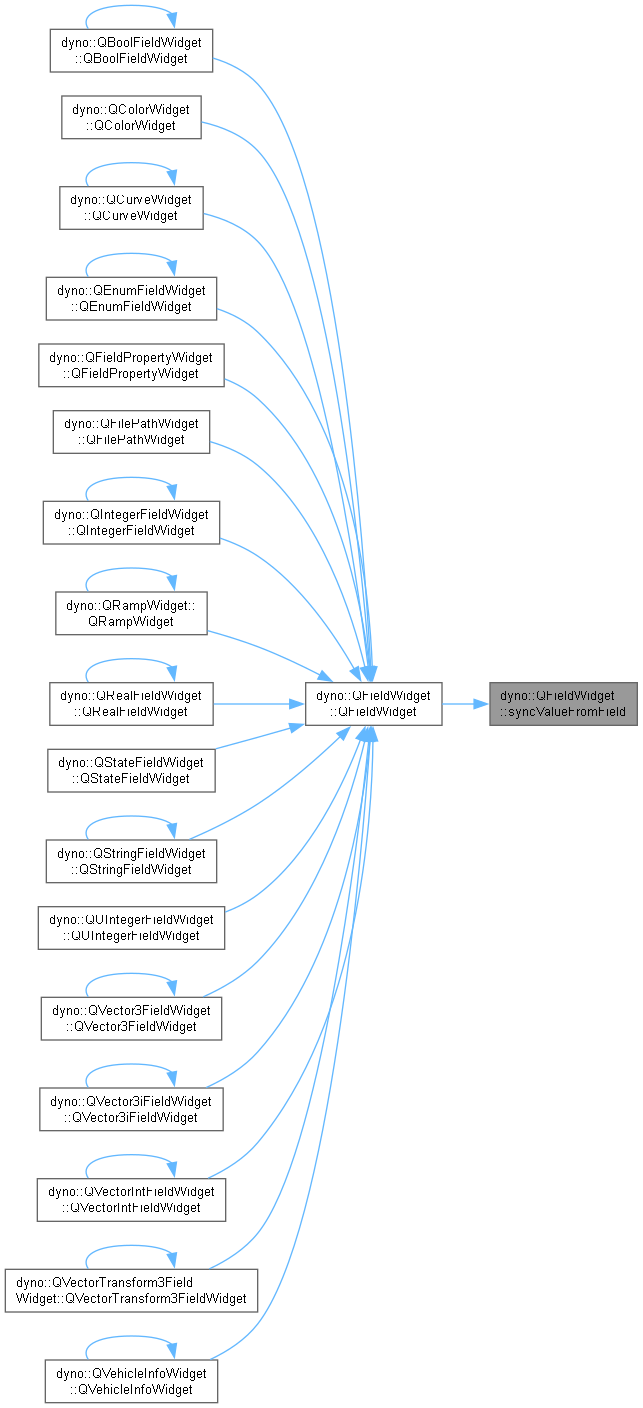 dyno::QBoolFieldWidget
::QBoolFieldWidget
dyno::QColorWidget
::QColorWidget
dyno::QCurveWidget
::QCurveWidget
dyno::QEnumFieldWidget
::QEnumFieldWidget
dyno::QFieldPropertyWidget
::QFieldPropertyWidget
dyno::QFilePathWidget
::QFilePathWidget
dyno::QIntegerFieldWidget
::QIntegerFieldWidget
dyno::QRampWidget::
QRampWidget
dyno::QRealFieldWidget
::QRealFieldWidget
dyno::QFieldWidget
::QFieldWidget
dyno::QFieldWidget
::syncValueFromField
dyno::QStateFieldWidget
::QStateFieldWidget
dyno::QStringFieldWidget
::QStringFieldWidget
dyno::QUIntegerFieldWidget
::QUIntegerFieldWidget
dyno::QVector3FieldWidget
::QVector3FieldWidget
dyno::QVector3iFieldWidget
::QVector3iFieldWidget
dyno::QVectorIntFieldWidget
::QVectorIntFieldWidget
dyno::QVectorTransform3Field
Widget::QVectorTransform3FieldWidget
dyno::QVehicleInfoWidget
::QVehicleInfoWidget